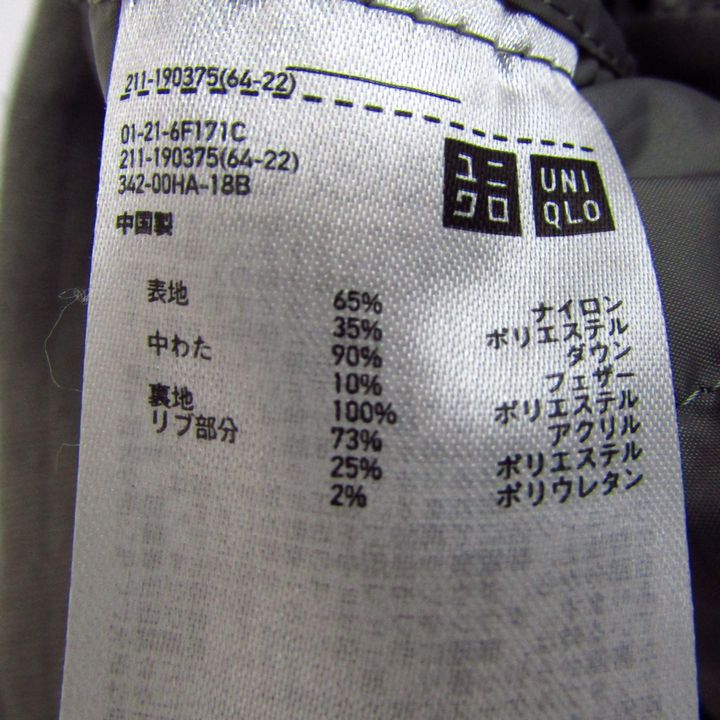 211-190375(64-22)
01-21-6F171C
211-190375(64-22)
342-00HA-18B
中国製
ユニ
クロ
UNI
QLO
表地 65% ナイロン
35% ポリエステル
中わた 90% ダウン
10% フェザー
裏地 100% ポリエステル
リブ部分 73% アクリル
25% ポリエステル
2% ポリウレタン